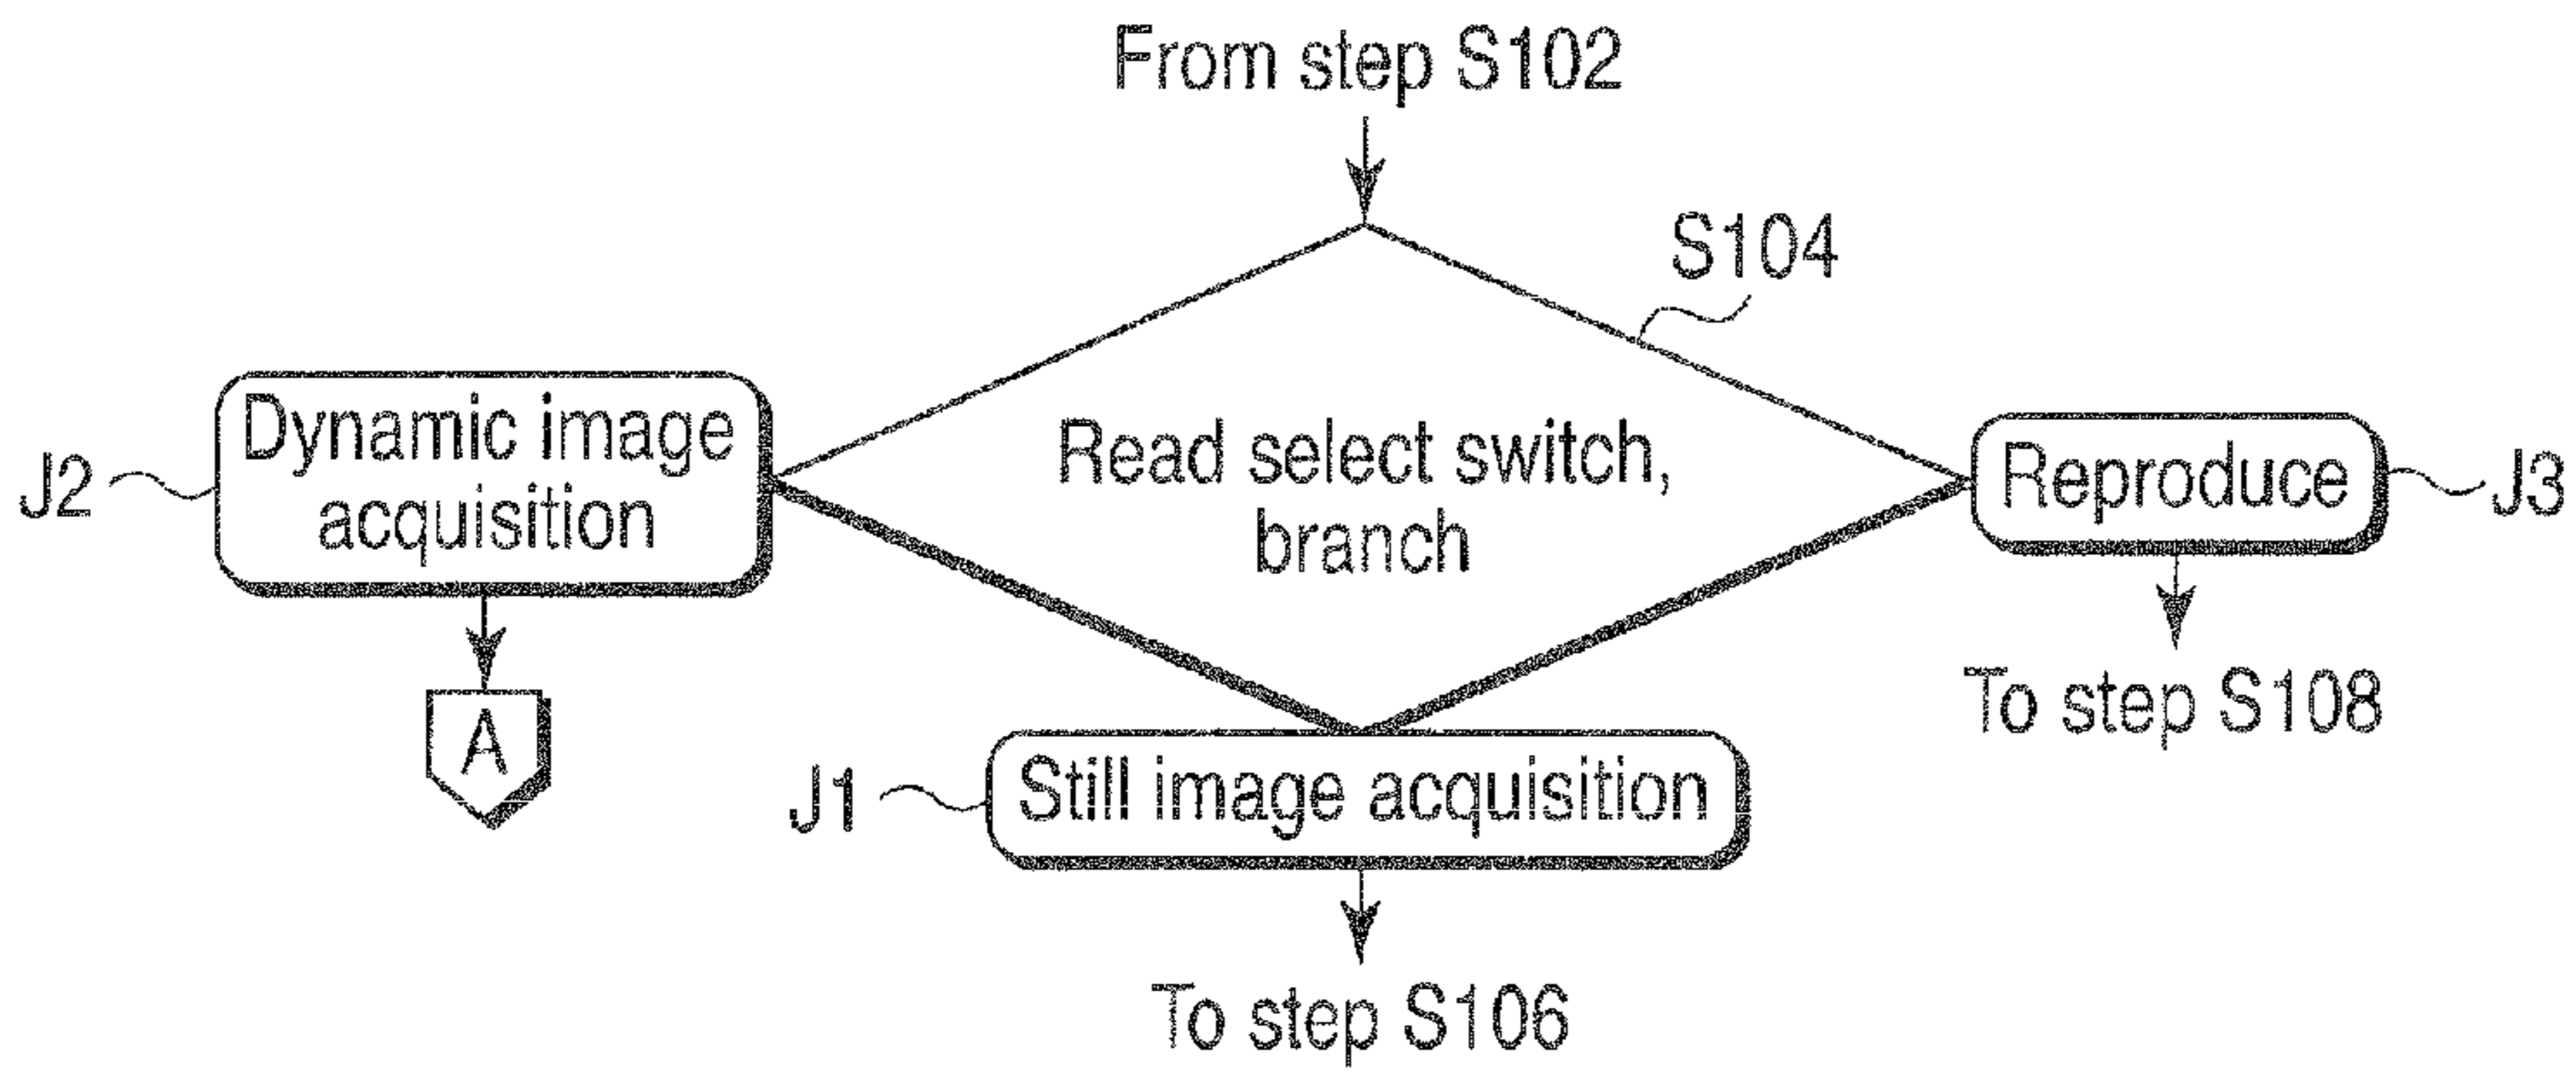 From step S102
S104
Dynamic image
acquisition
J2
Read select switch,
branch
Reproduce
J3
A
To step S108
J1
Still image acquisition
To step S106